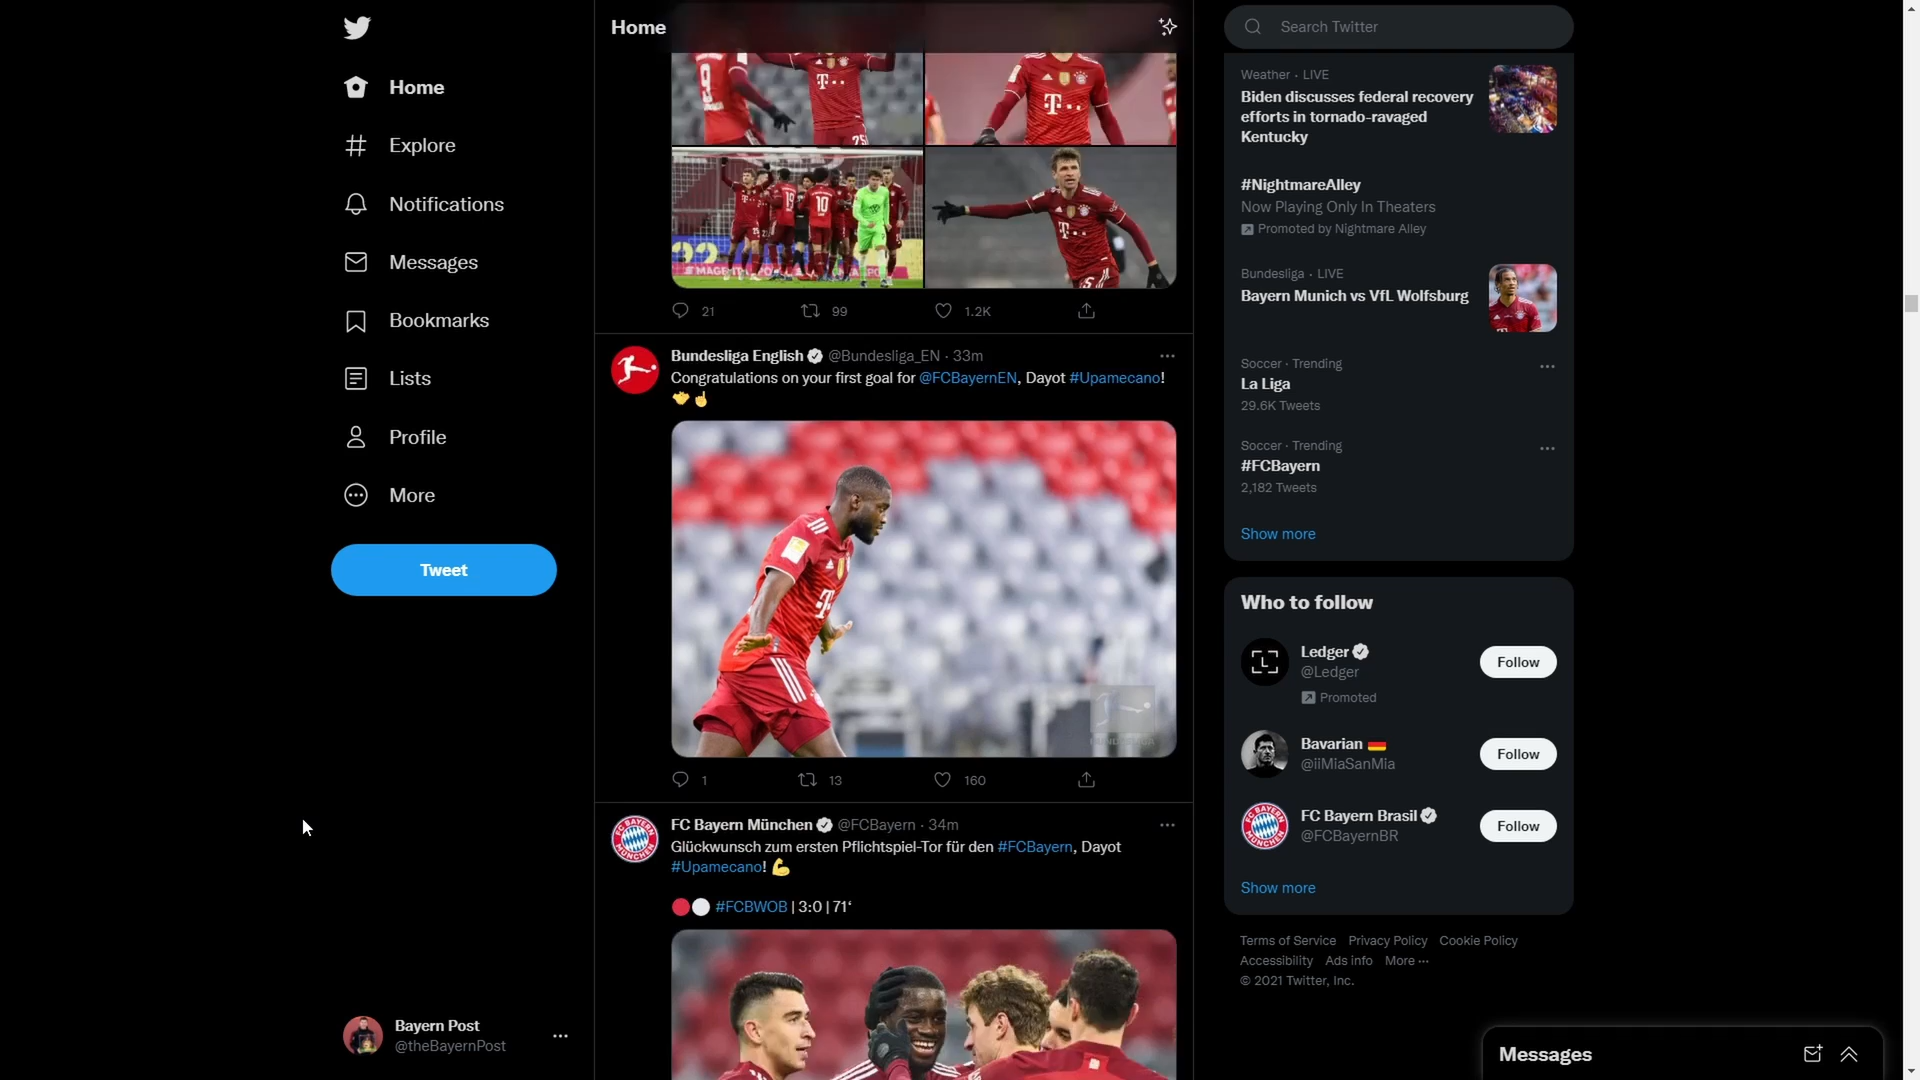 Home
Explore
Notifications
Messages
Bookmarks
Lists
Profile
More
Tweet
Bayern Post
@theBayernPost
Home
21 99 1.2K
Bundesliga English @Bundesliga_EN · 33m
Congratulations on your first goal for @FCBayernEN, Dayot #Upamecano!
🤝☝
1 13 160
FC Bayern München @FCBayern · 34m
Glückwunsch zum ersten Pflichtspiel-Tor für den #FCBayern, Dayot
#Upamecano! 💪
🔴⚪ #FCBWOB | 3:0 | 71‘
Search Twitter
Weather · LIVE
Biden discusses federal recovery
efforts in tornado-ravaged
Kentucky
#NightmareAlley
Now Playing Only In Theaters
Promoted by Nightmare Alley
Bundesliga · LIVE
Bayern Munich vs VfL Wolfsburg
Soccer · Trending
La Liga
29.6K Tweets
Soccer · Trending
#FCBayern
2,182 Tweets
Show more
Who to follow
Ledger
@Ledger
Promoted
Follow
Bavarian 🇩🇪
@iiMiaSanMia
Follow
FC Bayern Brasil
@FCBayernBR
Follow
Show more
Terms of Service Privacy Policy Cookie Policy
Accessibility Ads info More ···
© 2021 Twitter, Inc.
Messages